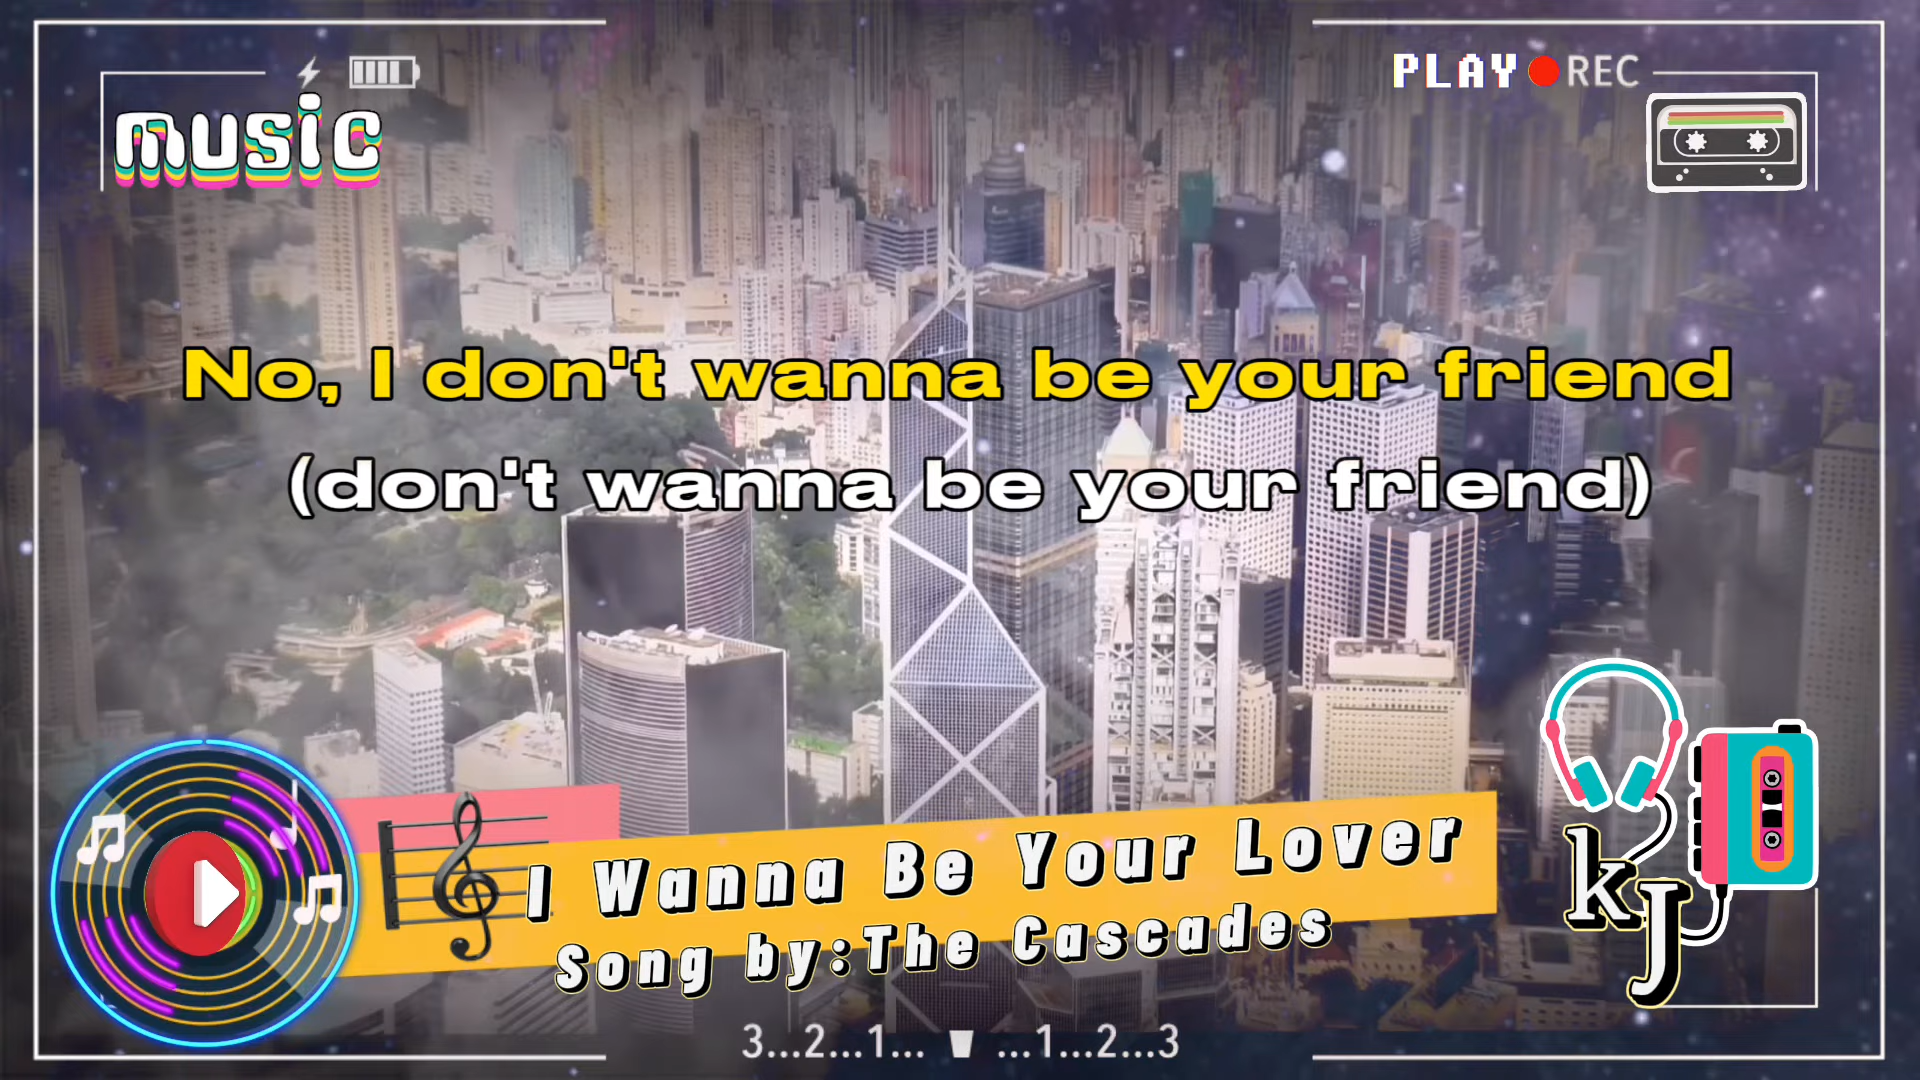 PLAY REC
music
No, I don't wanna be your friend
(don't wanna be your friend)
I Wanna Be Your Lover
Song by:The Cascades
kJ
3...2...1... ...1...2...3